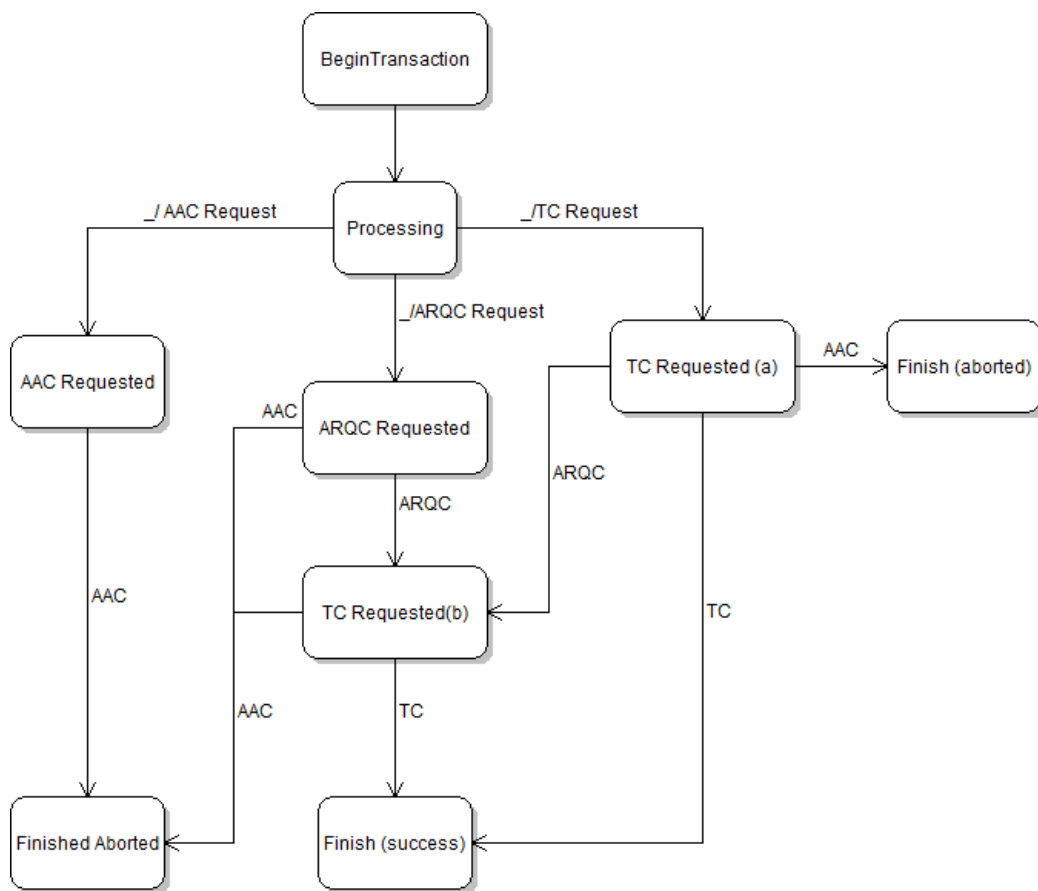 BeginTransaction
_/ AAC Request
Processing
_/TC Request
_/ARQC Request
AAC Requested
ARQC Requested
TC Requested (a)
AAC
Finish (aborted)
AAC
ARQC
ARQC
AAC
TC Requested(b)
TC
AAC
TC
Finished Aborted
Finish (success)